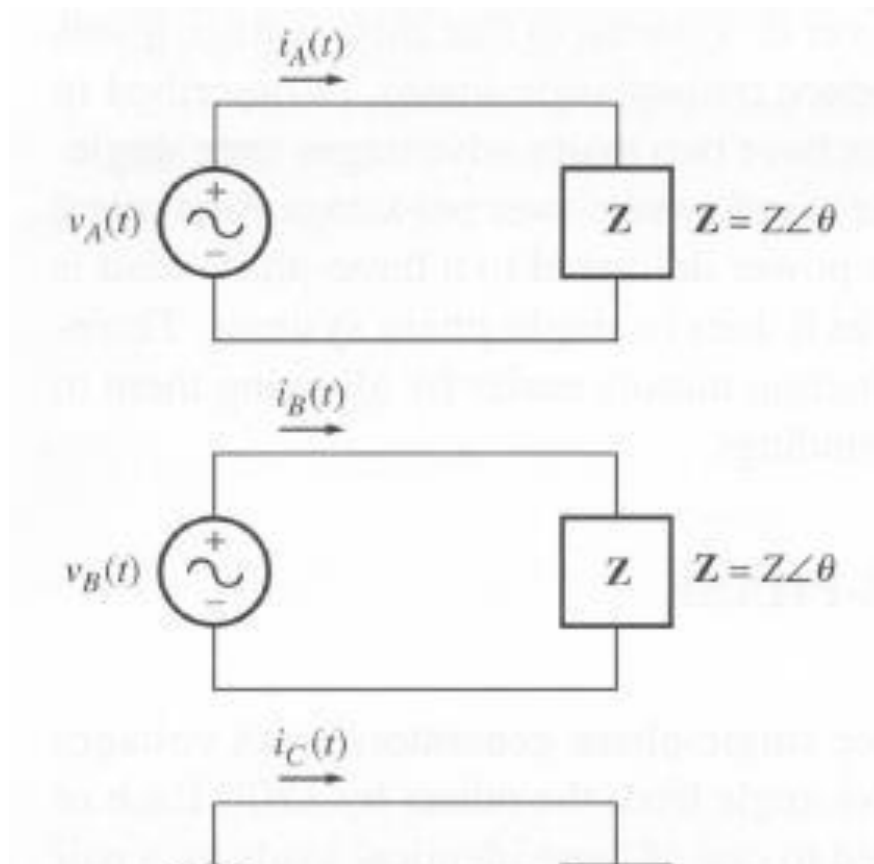 i_A(t)
+
v_A(t)
−
Z
Z = Z∠θ
i_B(t)
+
v_B(t)
−
Z
Z = Z∠θ
i_C(t)